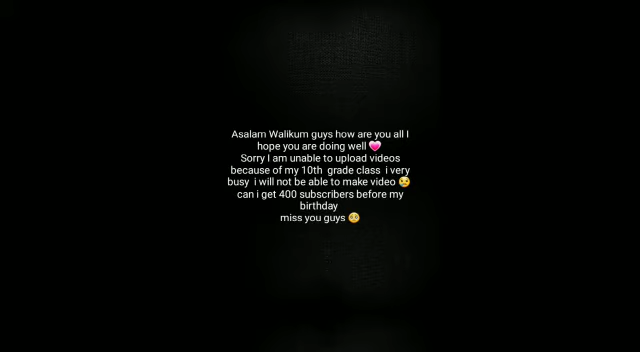 Asalam Walikum guys how are you all I
hope you are doing well 💗
Sorry I am unable to upload videos
because of my 10th grade class i very
busy i will not be able to make video 😢
can i get 400 subscribers before my
birthday
miss you guys 🥺